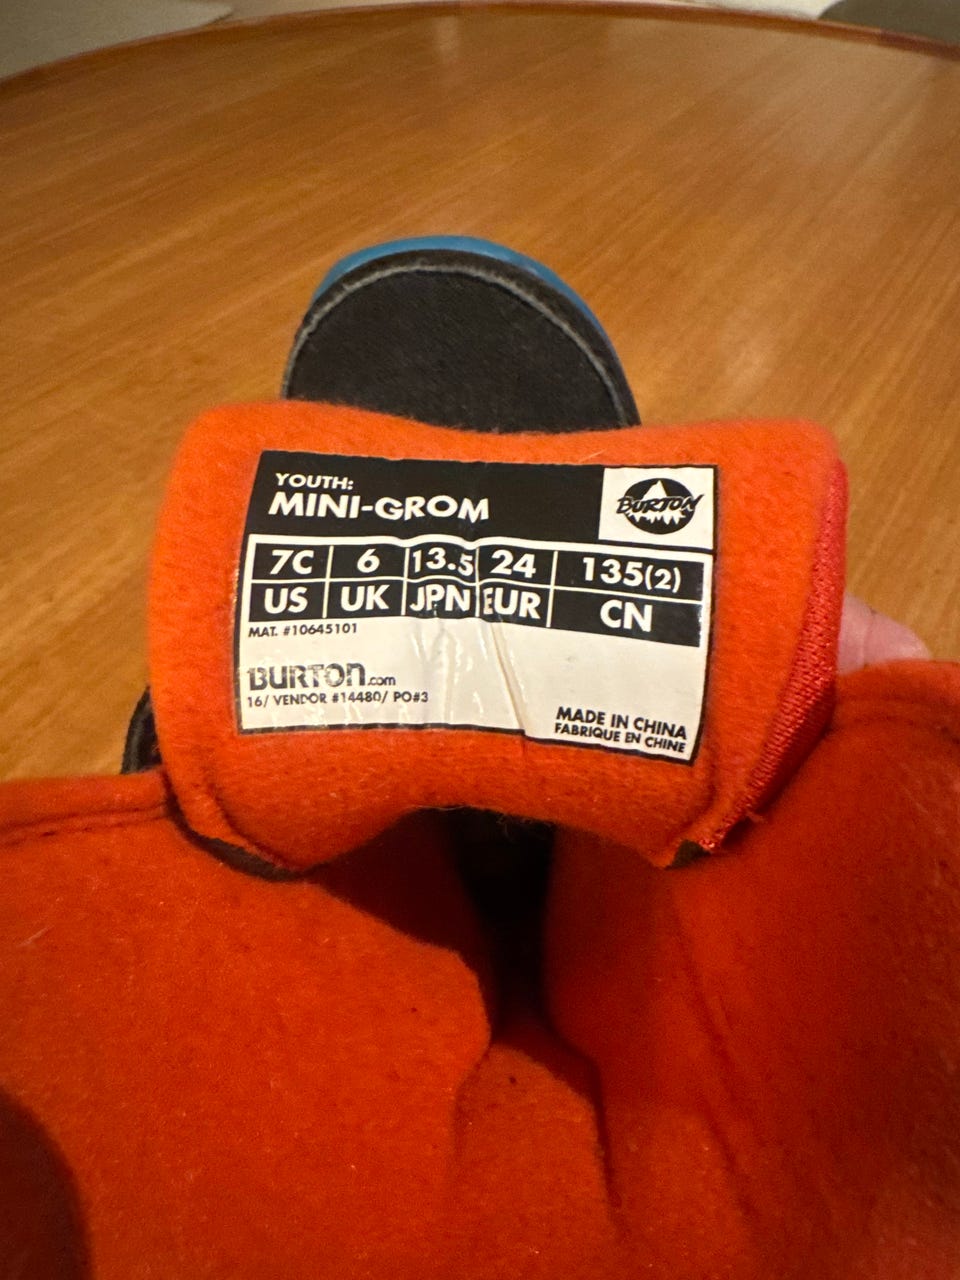 YOUTH:
MINI-GROM
BURTON
7C 6 13.5 24 135(2)
US UK JPN EUR CN
MAT. #10645101
BURTON.com
16/ VENDOR #14480/ PO#3
MADE IN CHINA
FABRIQUE EN CHINE